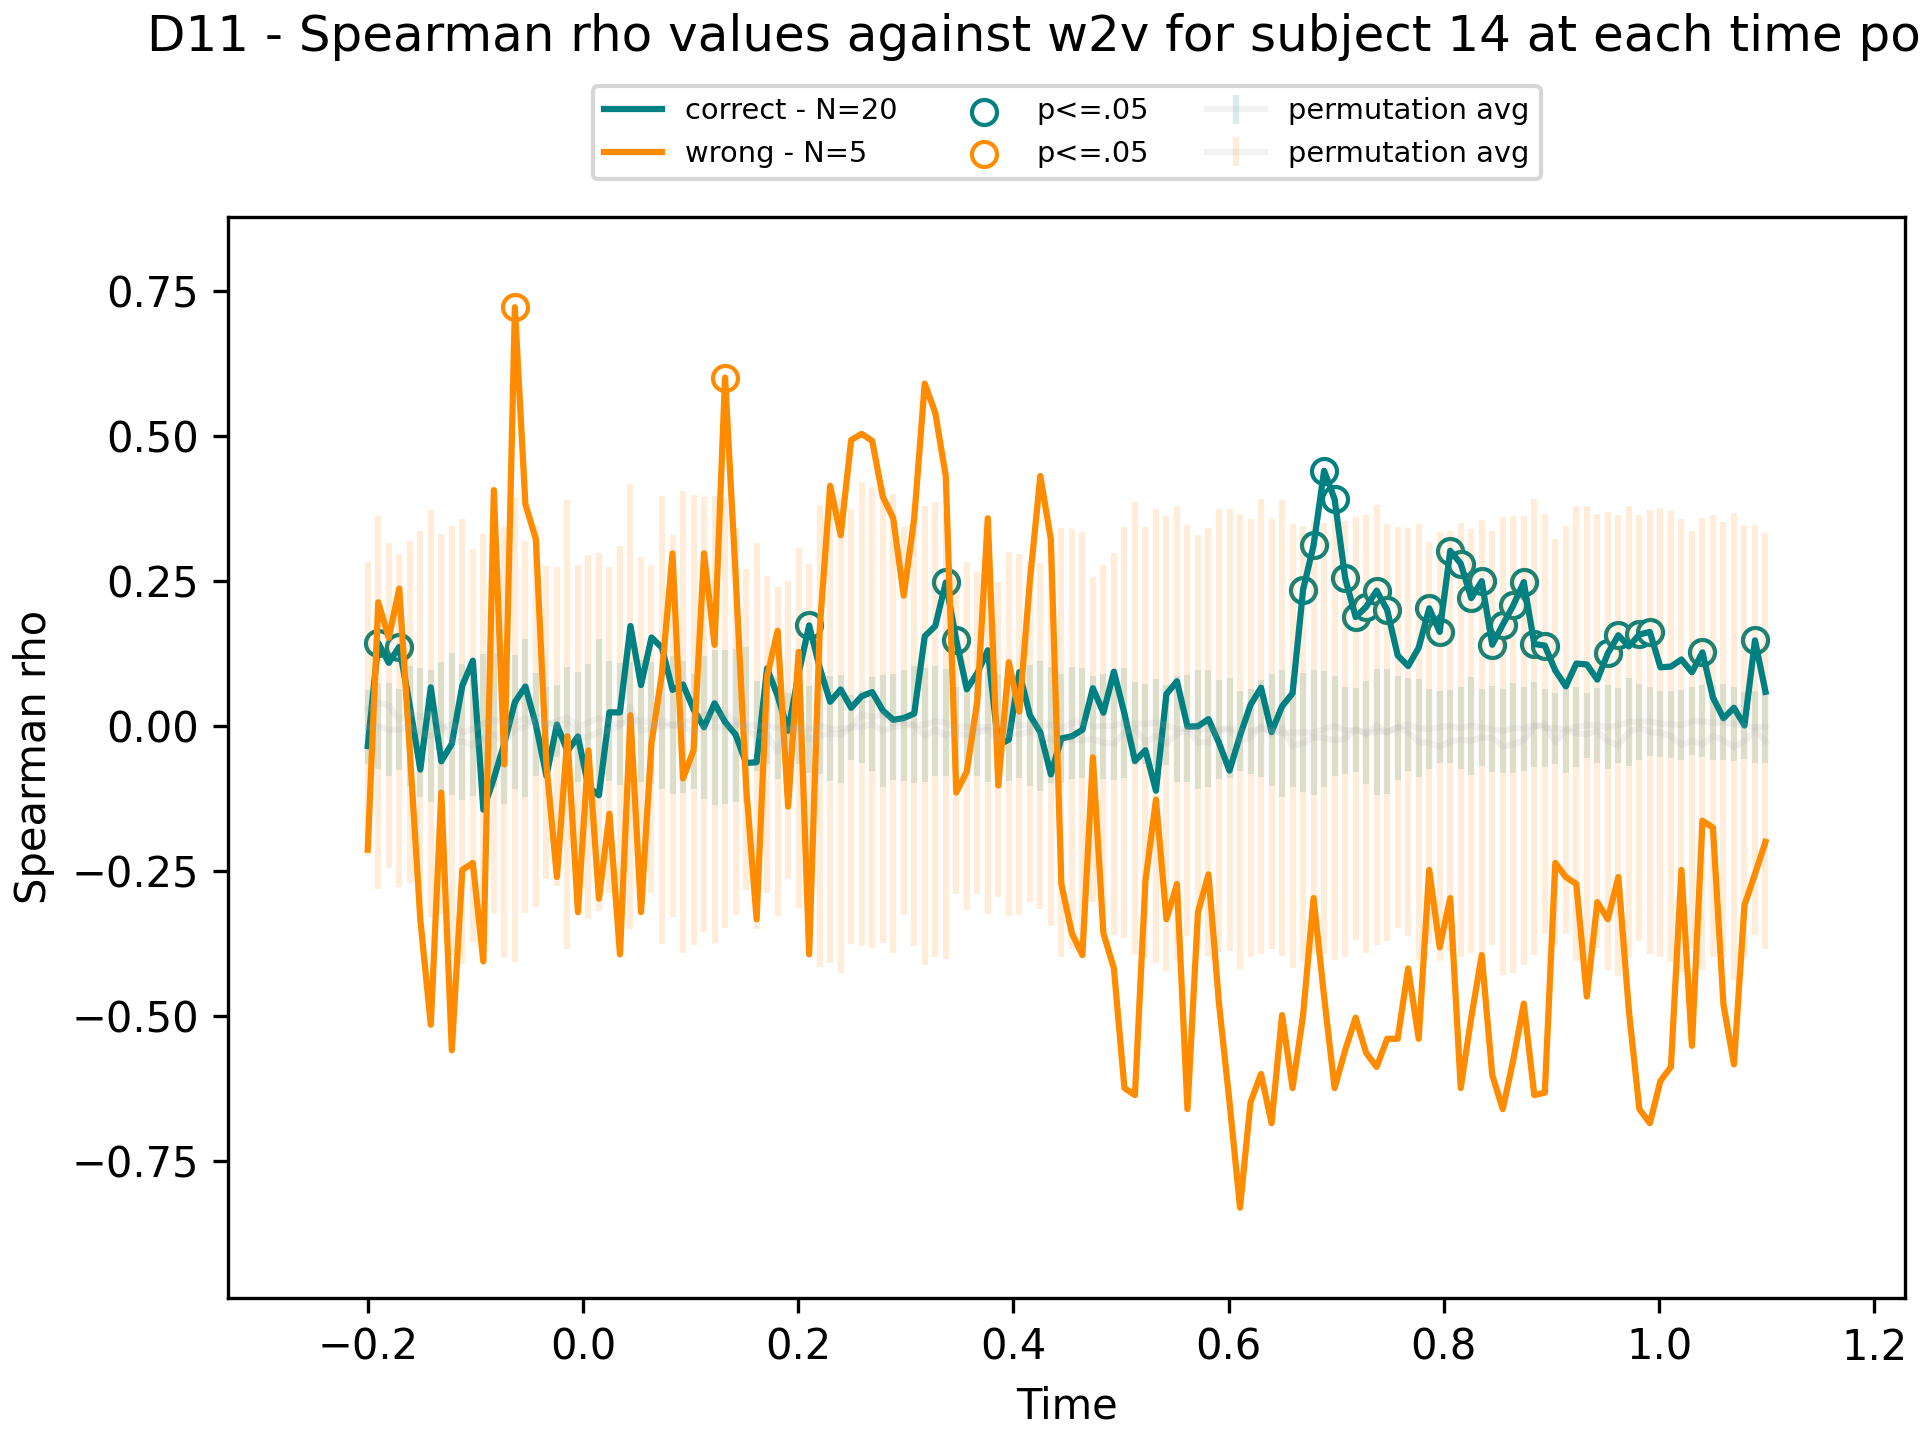 D11 - Spearman rho values against w2v for subject 14 at each time po
correct - N=20
wrong - N=5
p<=.05
p<=.05
permutation avg
permutation avg
Spearman rho
0.75
0.50
0.25
0.00
−0.25
−0.50
−0.75
−0.2
0.0
0.2
0.4
0.6
0.8
1.0
1.2
Time